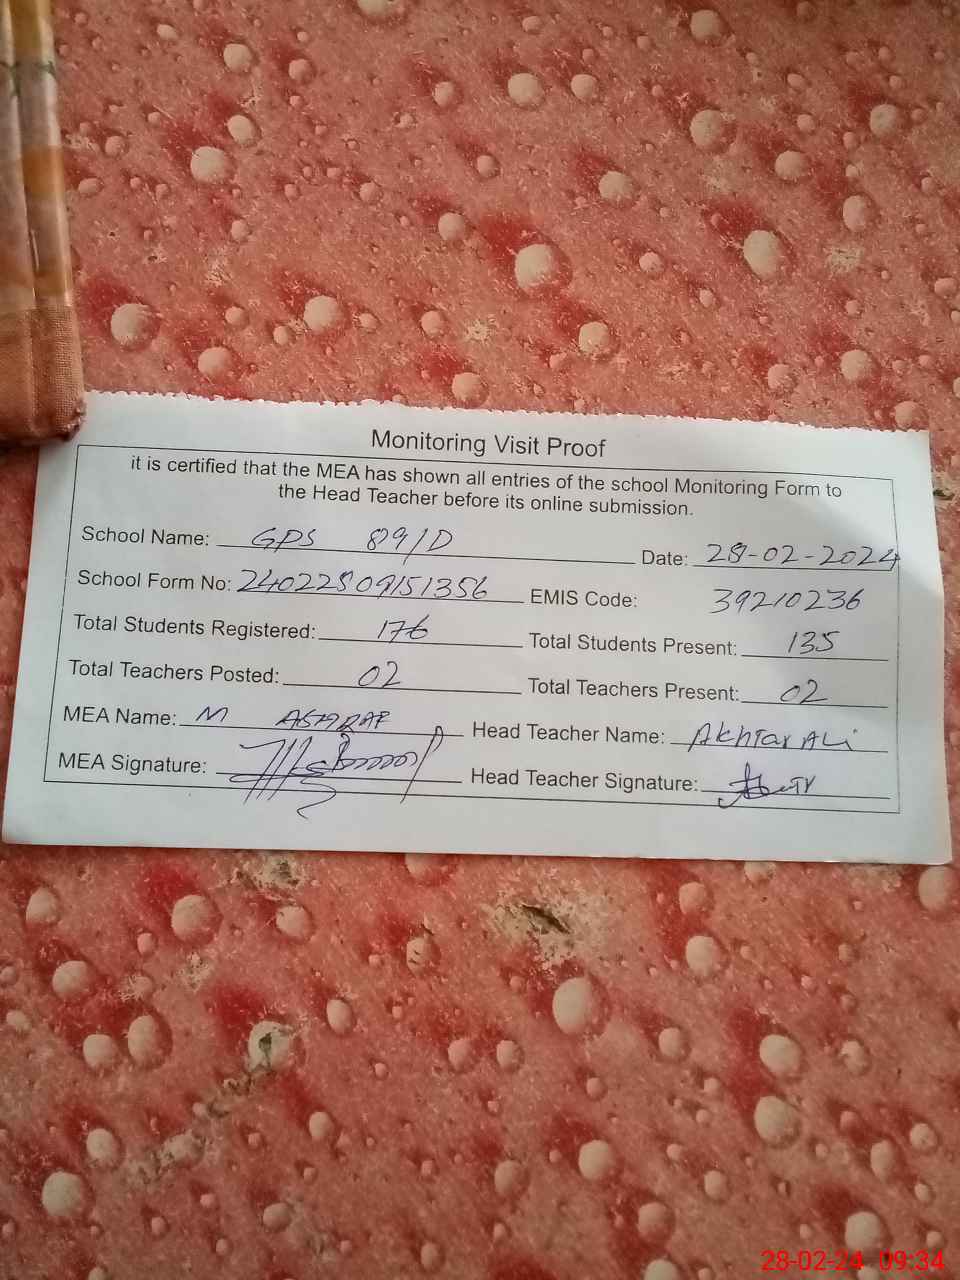 Monitoring Visit Proof
it is certified that the MEA has shown all entries of the school Monitoring Form to
the Head Teacher before its online submission.
School Name: GPS 89/D Date: 28-02-2024
School Form No: 24022809151356 EMIS Code: 39210236
Total Students Registered: 176 Total Students Present: 135
Total Teachers Posted: 02 Total Teachers Present: 02
MEA Name: M ASHRAF Head Teacher Name: Akhtar Ali
MEA Signature: Head Teacher Signature:
28-02-24 09:34